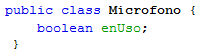 public class Microfono {
boolean enUso;
}